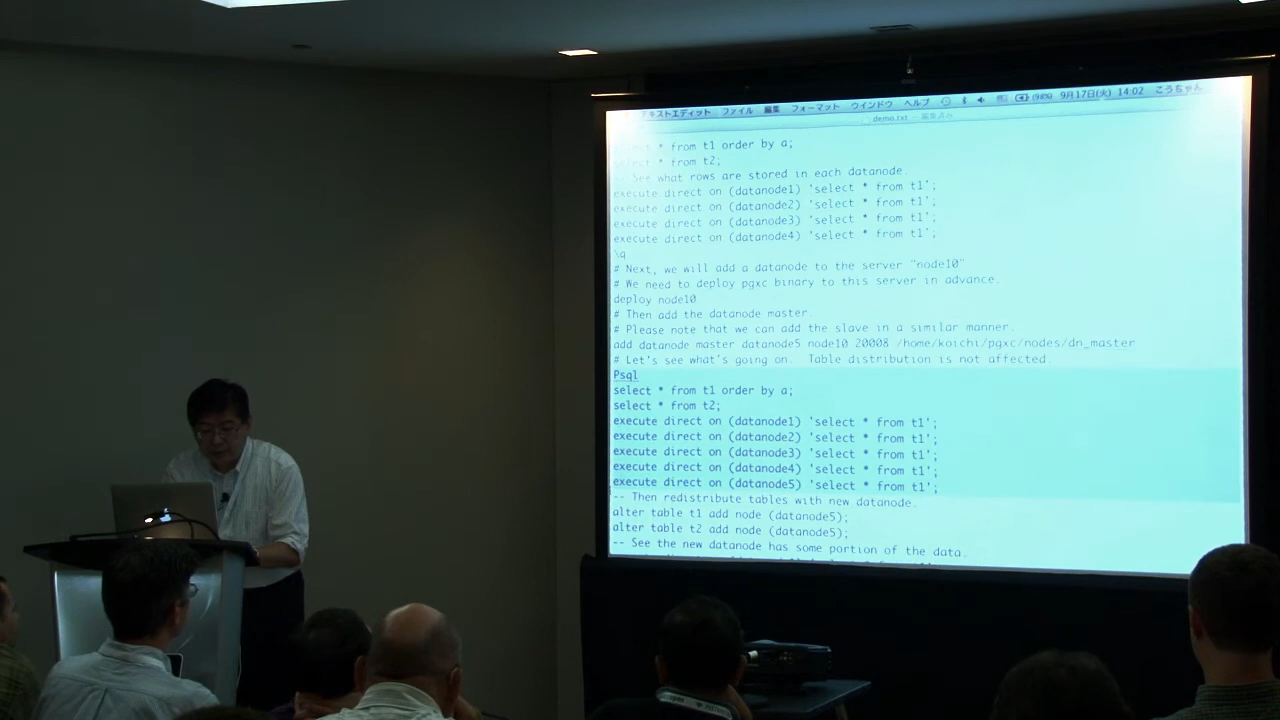 テキストエディット ファイル 編集 フォーマット ウインドウ ヘルプ (98%) 9月17日(火) 14:02 こうちゃん
demo.txt
* from t1 order by a;
* from t2;
See what rows are stored in each datanode.
execute direct on (datanode1) 'select * from t1';
execute direct on (datanode2) 'select * from t1';
execute direct on (datanode3) 'select * from t1';
execute direct on (datanode4) 'select * from t1';
\q
# Next, we will add a datanode to the server "node10"
# We need to deploy pgxc binary to this server in advance.
deploy node10
# Then add the datanode master.
# Please note that we can add the slave in a similar manner.
add datanode master datanode5 node10 20008 /home/koichi/pgxc/nodes/dn_master
# Let's see what's going on. Table distribution is not affected.
Psql
select * from t1 order by a;
select * from t2;
execute direct on (datanode1) 'select * from t1';
execute direct on (datanode2) 'select * from t1';
execute direct on (datanode3) 'select * from t1';
execute direct on (datanode4) 'select * from t1';
execute direct on (datanode5) 'select * from t1';
-- Then redistribute tables with new datanode.
alter table t1 add node (datanode5);
alter table t2 add node (datanode5);
-- See the new datanode has some portion of the data.